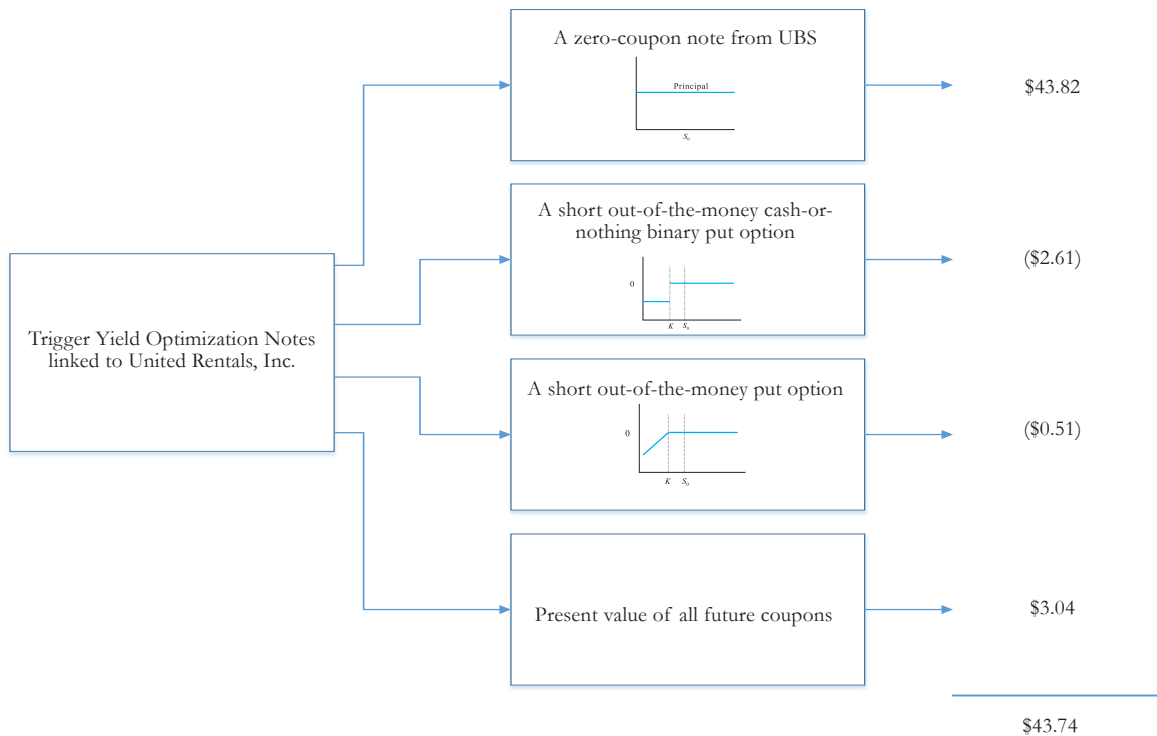 A zero-coupon note from UBS
Principal
S₀
$43.82
A short out-of-the-money cash-or-
nothing binary put option
0
K S₀
($2.61)
Trigger Yield Optimization Notes
linked to United Rentals, Inc.
A short out-of-the-money put option
0
K S₀
($0.51)
Present value of all future coupons
$3.04
$43.74